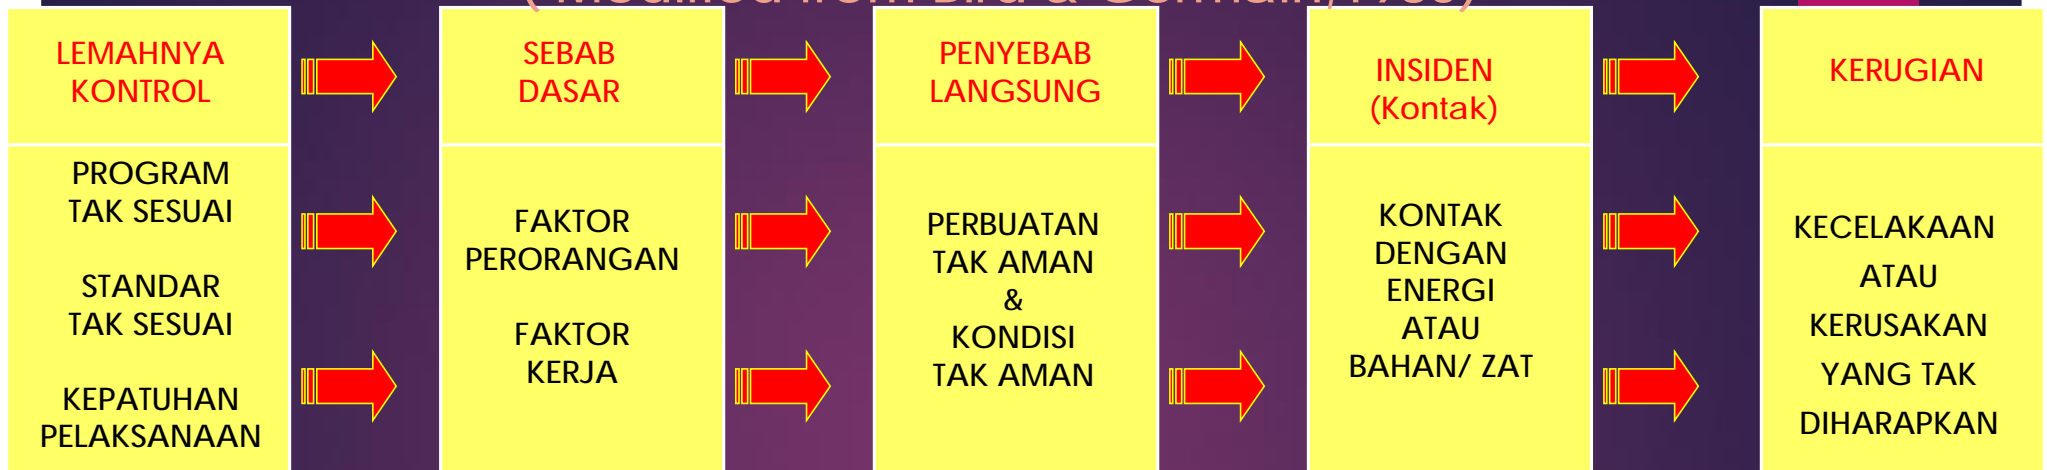 LEMAHNYA
KONTROL
SEBAB
DASAR
PENYEBAB
LANGSUNG
INSIDEN
(Kontak)
KERUGIAN
PROGRAM
TAK SESUAI
STANDAR
TAK SESUAI
KEPATUHAN
PELAKSANAAN
FAKTOR
PERORANGAN
FAKTOR
KERJA
PERBUATAN
TAK AMAN
&
KONDISI
TAK AMAN
KONTAK
DENGAN
ENERGI
ATAU
BAHAN/ ZAT
KECELAKAAN
ATAU
KERUSAKAN
YANG TAK
DIHARAPKAN